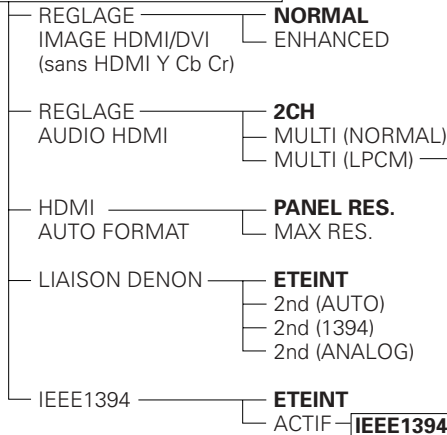 REGLAGE NORMAL
IMAGE HDMI/DVI ENHANCED
(sans HDMI Y Cb Cr)
REGLAGE 2CH
AUDIO HDMI MULTI (NORMAL)
MULTI (LPCM)
HDMI PANEL RES.
AUTO FORMAT MAX RES.
LIAISON DENON ETEINT
2nd (AUTO)
2nd (1394)
2nd (ANALOG)
IEEE1394 ETEINT
ACTIF IEEE1394